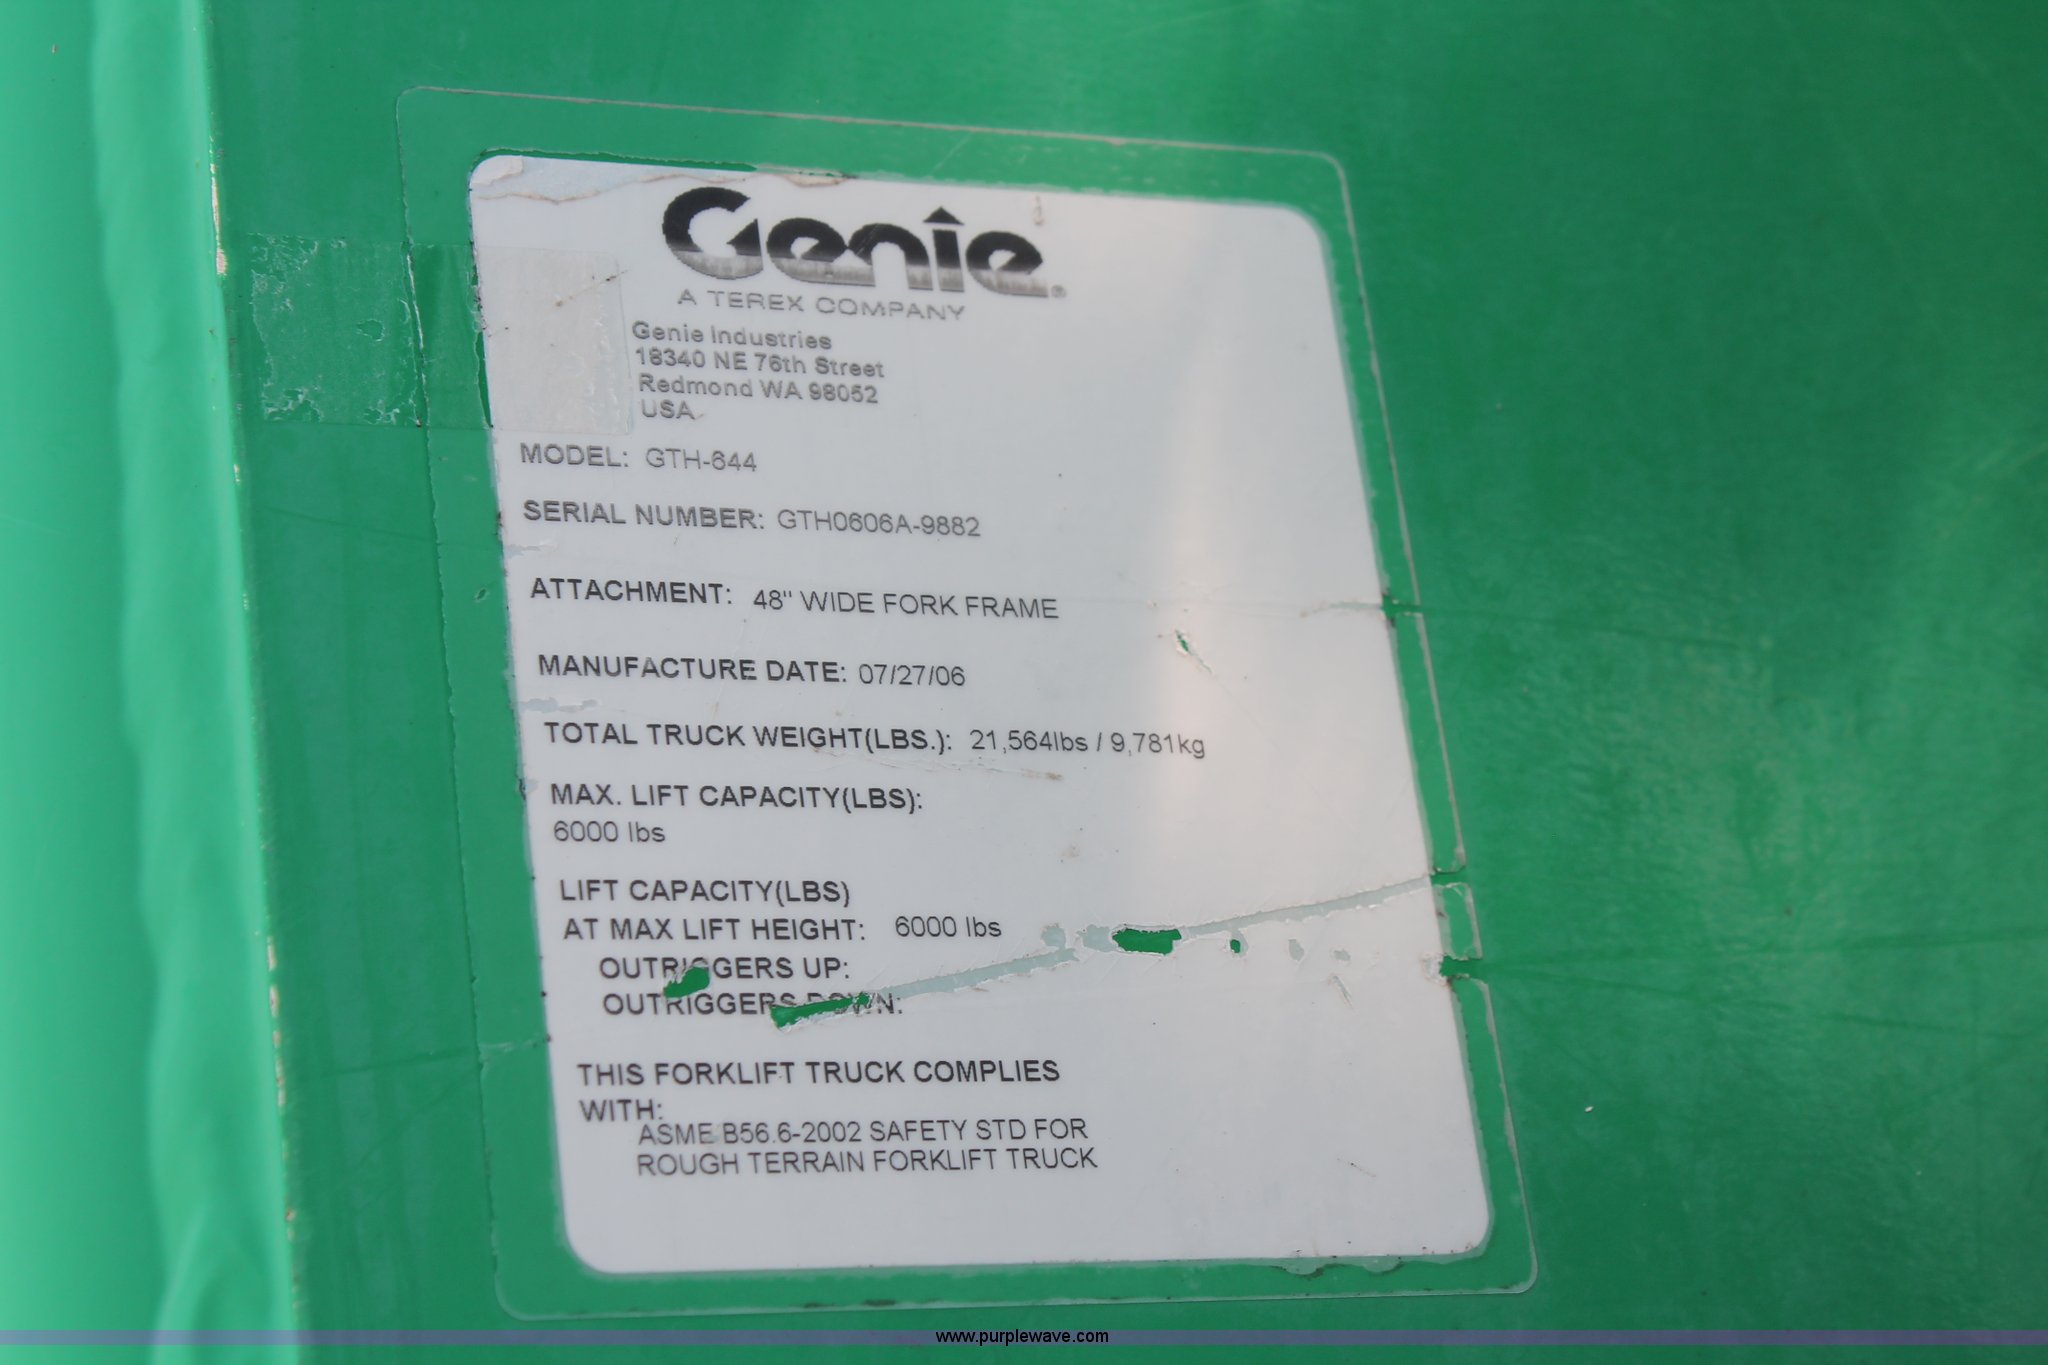 Genie®
A TEREX COMPANY
Genie Industries
18340 NE 76th Street
Redmond WA 98052
USA
MODEL: GTH-644
SERIAL NUMBER: GTH0606A-9882
ATTACHMENT: 48" WIDE FORK FRAME
MANUFACTURE DATE: 07/27/06
TOTAL TRUCK WEIGHT(LBS.): 21,564lbs / 9,781kg
MAX. LIFT CAPACITY(LBS):
6000 lbs
LIFT CAPACITY(LBS)
AT MAX LIFT HEIGHT: 6000 lbs
OUTRIGGERS UP:
OUTRIGGERS DOWN:
THIS FORKLIFT TRUCK COMPLIES
WITH:
ASME B56.6-2002 SAFETY STD FOR
ROUGH TERRAIN FORKLIFT TRUCK
www.purplewave.com